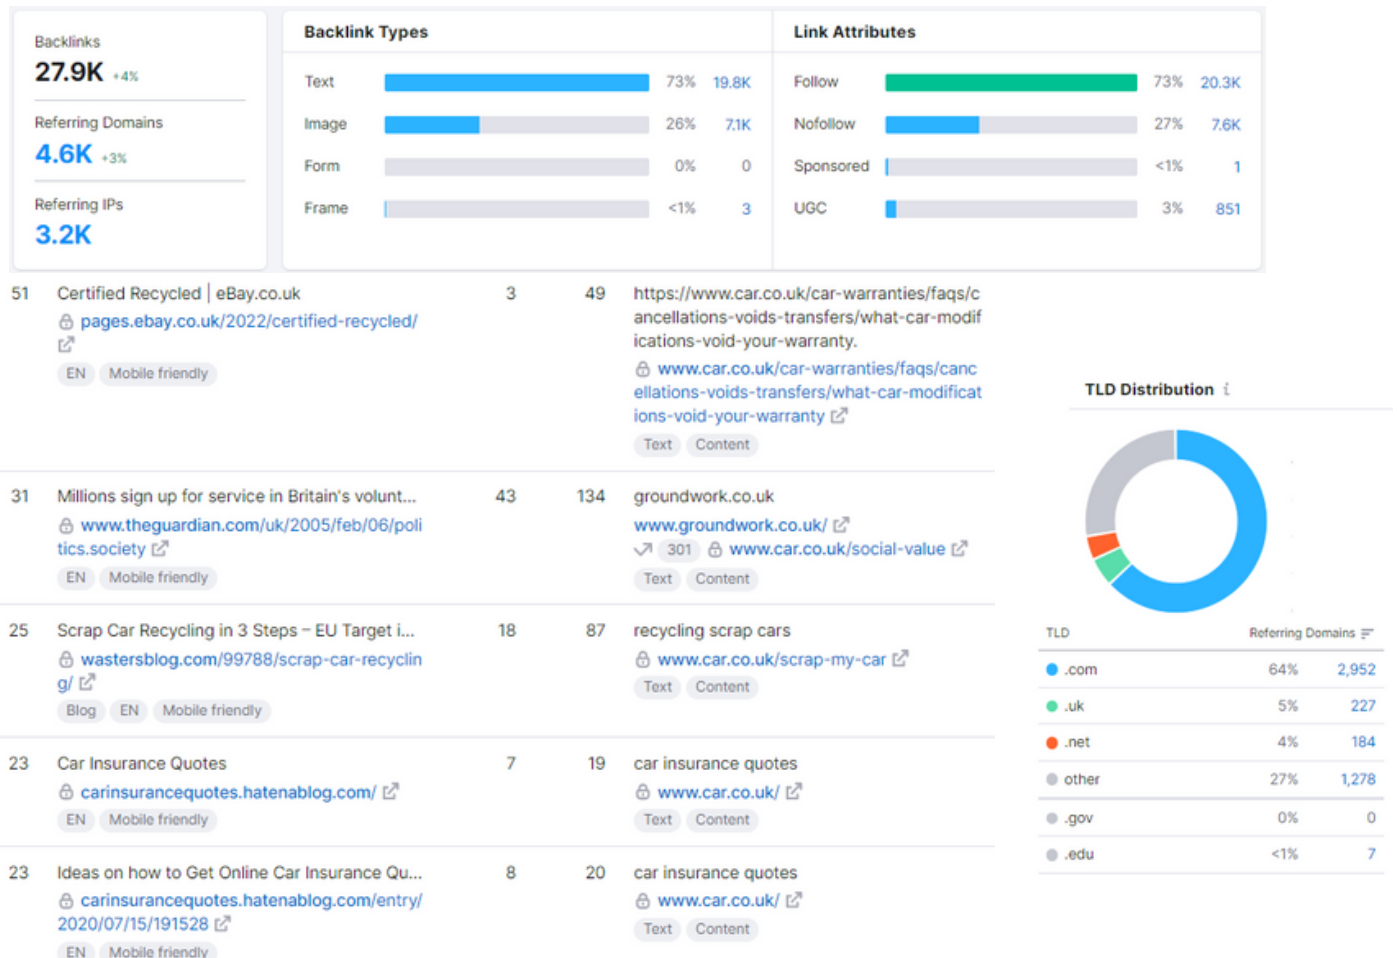 Backlinks
27.9K +4%
Referring Domains
4.6K +3%
Referring IPs
3.2K
Backlink Types
Text 73% 19.8K
Image 26% 7.1K
Form 0% 0
Frame <1% 3
Link Attributes
Follow 73% 20.3K
Nofollow 27% 7.6K
Sponsored <1% 1
UGC 3% 851
51 Certified Recycled | eBay.co.uk 3 49 https://www.car.co.uk/car-warranties/faqs/c
ancellations-voids-transfers/what-car-modif
ications-void-your-warranty.
pages.ebay.co.uk/2022/certified-recycled/
EN Mobile friendly
www.car.co.uk/car-warranties/faqs/canc
ellations-voids-transfers/what-car-modificat
ions-void-your-warranty
Text Content
31 Millions sign up for service in Britain's volunt... 43 134 groundwork.co.uk
www.theguardian.com/uk/2005/feb/06/poli
tics.society
EN Mobile friendly
www.groundwork.co.uk/
301 www.car.co.uk/social-value
Text Content
25 Scrap Car Recycling in 3 Steps – EU Target i... 18 87 recycling scrap cars
wastersblog.com/99788/scrap-car-recyclin
g/
Blog EN Mobile friendly
www.car.co.uk/scrap-my-car
Text Content
23 Car Insurance Quotes 7 19 car insurance quotes
carinsurancequotes.hatenablog.com/
EN Mobile friendly
www.car.co.uk/
Text Content
23 Ideas on how to Get Online Car Insurance Qu... 8 20 car insurance quotes
carinsurancequotes.hatenablog.com/entry/
2020/07/15/191528
EN Mobile friendly
www.car.co.uk/
Text Content
TLD Distribution i
TLD Referring Domains
.com 64% 2,952
.uk 5% 227
.net 4% 184
other 27% 1,278
.gov 0% 0
.edu <1% 7